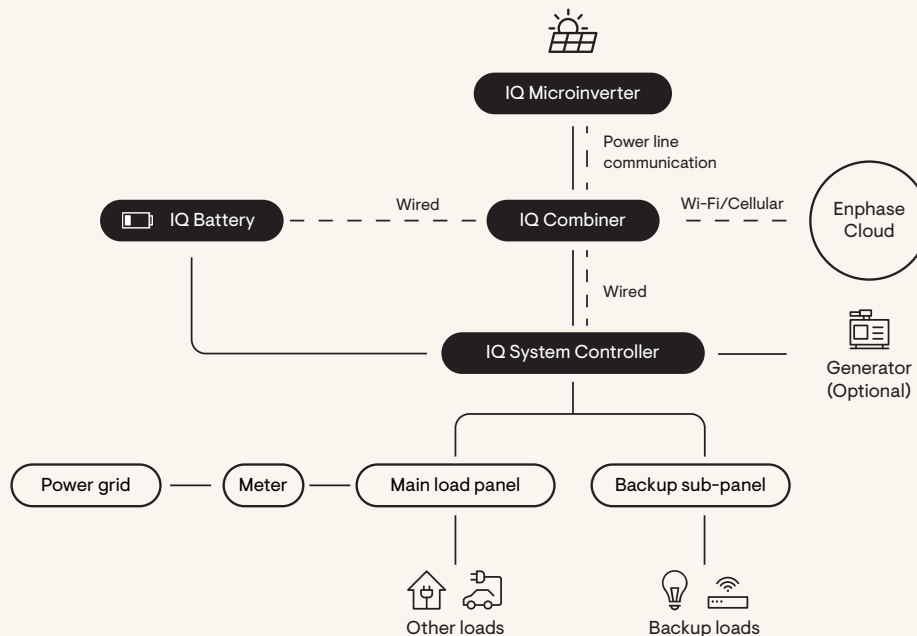 IQ Microinverter
Power line
communication
IQ Battery
Wired
IQ Combiner
Wi-Fi/Cellular
Enphase
Cloud
Wired
IQ System Controller
Generator
(Optional)
Power grid
Meter
Main load panel
Backup sub-panel
Other loads
Backup loads